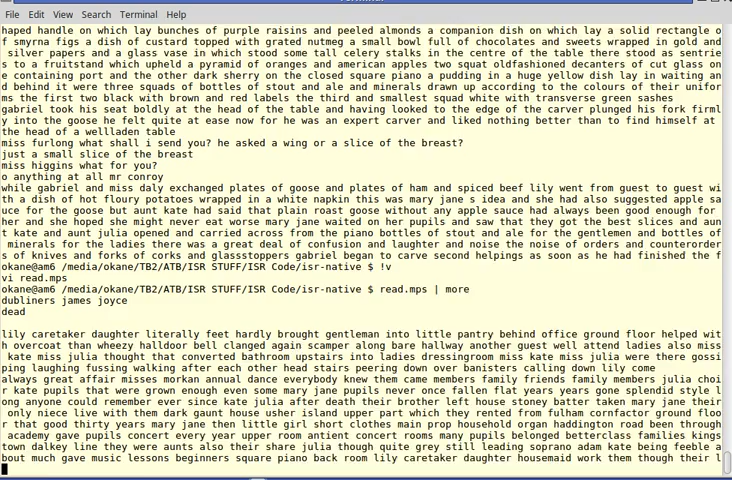 Terminal
File Edit View Search Terminal Help
haped handle on which lay bunches of purple raisins and peeled almonds a companion dish on which lay a solid rectangle o
f smyrna figs a dish of custard topped with grated nutmeg a small bowl full of chocolates and sweets wrapped in gold and
 silver papers and a glass vase in which stood some tall celery stalks in the centre of the table there stood as sentrie
s to a fruitstand which upheld a pyramid of oranges and american apples two squat oldfashioned decanters of cut glass on
e containing port and the other dark sherry on the closed square piano a pudding in a huge yellow dish lay in waiting an
d behind it were three squads of bottles of stout and ale and minerals drawn up according to the colours of their unifor
ms the first two black with brown and red labels the third and smallest squad white with transverse green sashes
gabriel took his seat boldly at the head of the table and having looked to the edge of the carver plunged his fork firml
y into the goose he felt quite at ease now for he was an expert carver and liked nothing better than to find himself at
the head of a wellladen table
miss furlong what shall i send you? he asked a wing or a slice of the breast?
just a small slice of the breast
miss higgins what for you?
o anything at all mr conroy
while gabriel and miss daly exchanged plates of goose and plates of ham and spiced beef lily went from guest to guest wi
th a dish of hot floury potatoes wrapped in a white napkin this was mary jane s idea and she had also suggested apple sa
uce for the goose but aunt kate had said that plain roast goose without any apple sauce had always been good enough for
her and she hoped she might never eat worse mary jane waited on her pupils and saw that they got the best slices and aun
t kate and aunt julia opened and carried across from the piano bottles of stout and ale for the gentlemen and bottles of
 minerals for the ladies there was a great deal of confusion and laughter and noise the noise of orders and counterorder
s of knives and forks of corks and glassstoppers gabriel began to carve second helpings as soon as he had finished the f
okane@am6 /media/okane/TB2/ATB/ISR STUFF/ISR Code/isr-native $ !v
vi read.mps
okane@am6 /media/okane/TB2/ATB/ISR STUFF/ISR Code/isr-native $ read.mps | more
dubliners james joyce
dead
lily caretaker daughter literally feet hardly brought gentleman into little pantry behind office ground floor helped wit
h overcoat than wheezy halldoor bell clanged again scamper along bare hallway another guest well attend ladies also miss
 kate miss julia thought that converted bathroom upstairs into ladies dressingroom miss kate miss julia were there gossi
ping laughing fussing walking after each other head stairs peering down over banisters calling down lily come
always great affair misses morkan annual dance everybody knew them came members family friends family members julia choi
r kate pupils that were grown enough even some mary jane pupils never once fallen flat years years gone splendid style l
ong anyone could remember ever since kate julia after death their brother left house stoney batter taken mary jane their
 only niece live with them dark gaunt house usher island upper part which they rented from fulham cornfactor ground floo
r that good thirty years mary jane then little girl short clothes main prop household organ haddington road been through
 academy gave pupils concert every year upper room antient concert rooms many pupils belonged betterclass families kings
town dalkey line they were aunts also their share julia though quite grey still leading soprano adam kate being feeble a
bout much gave music lessons beginners square piano back room lily caretaker daughter housemaid work them though their l